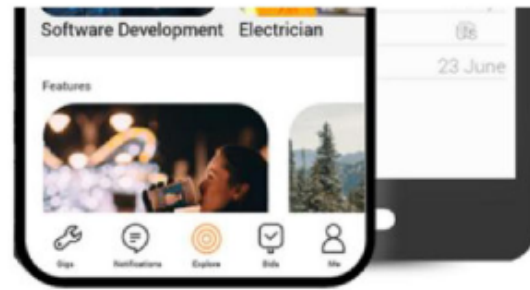 Software Development Electrician
23 June
Features
Gigs Notifications Explore Bids Me